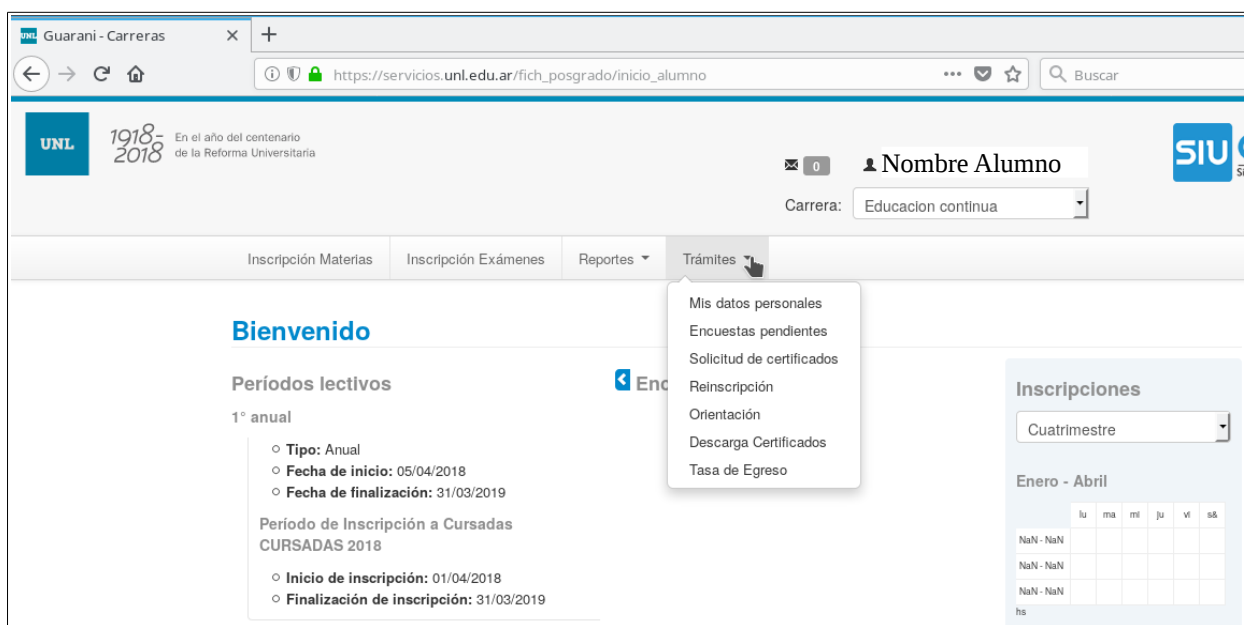 Guarani - Carreras
https://servicios.unl.edu.ar/fich_posgrado/inicio_alumno
Buscar
UNL
1918-
2018
En el año del centenario
de la Reforma Universitaria
0
Nombre Alumno
SIU
Carrera:
Educacion continua
Inscripción Materias
Inscripción Exámenes
Reportes
Trámites
Mis datos personales
Encuestas pendientes
Solicitud de certificados
Reinscripción
Orientación
Descarga Certificados
Tasa de Egreso
Bienvenido
Períodos lectivos
1° anual
Tipo: Anual
Fecha de inicio: 05/04/2018
Fecha de finalización: 31/03/2019
Período de Inscripción a Cursadas
CURSADAS 2018
Inicio de inscripción: 01/04/2018
Finalización de inscripción: 31/03/2019
Enc
Inscripciones
Cuatrimestre
Enero - Abril
lu ma mi ju vi s&
NaN - NaN
NaN - NaN
NaN - NaN
hs